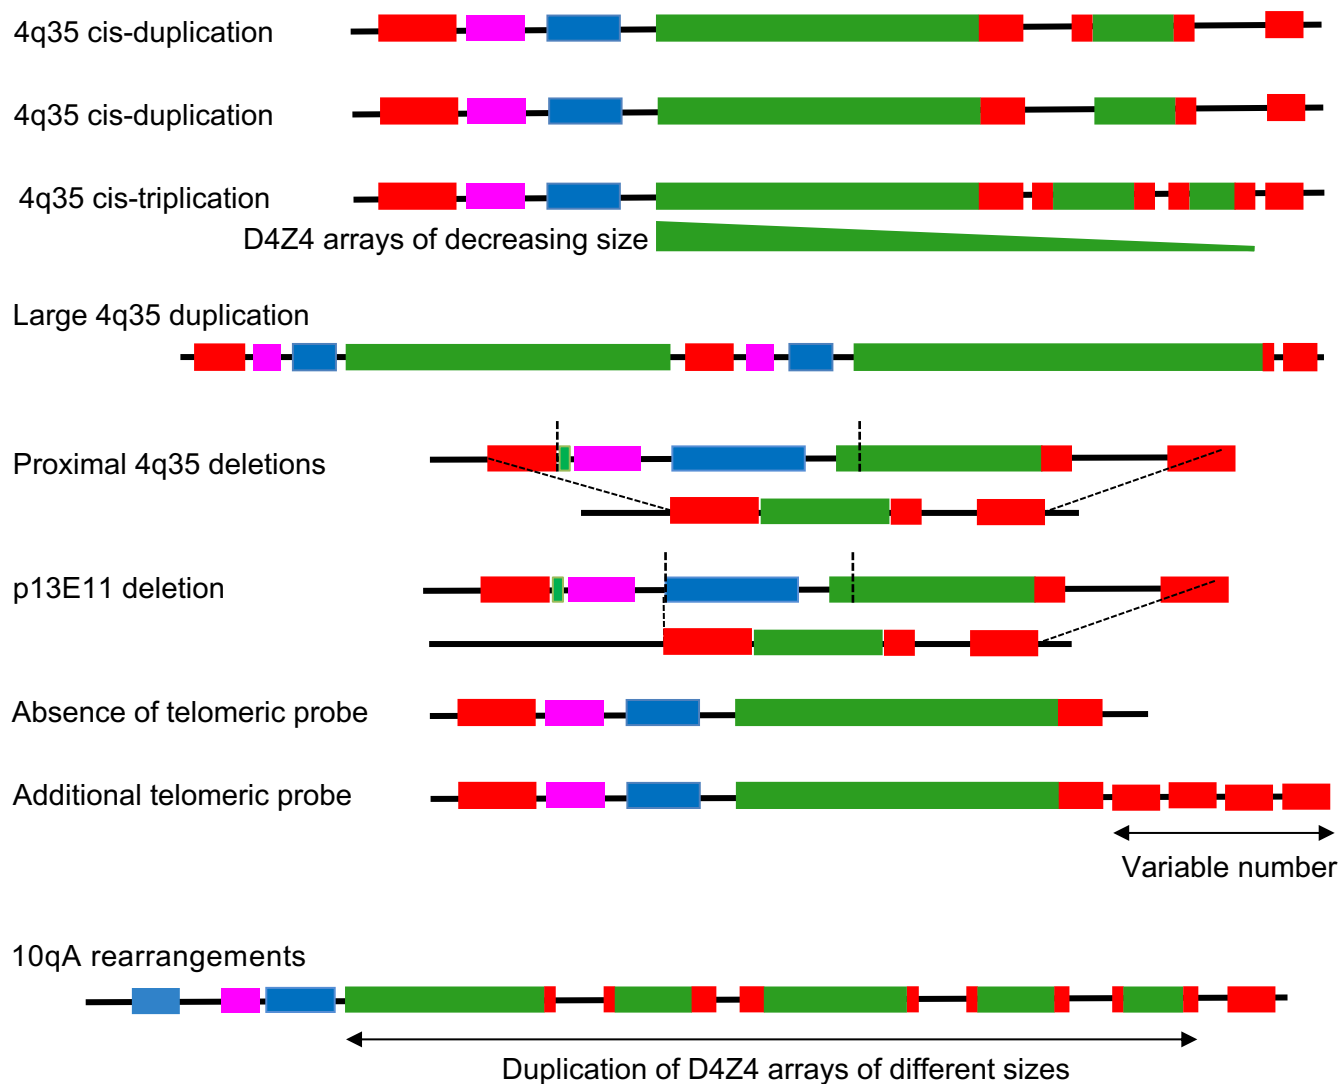 4q35 cis-duplication
4q35 cis-duplication
4q35 cis-triplication
D4Z4 arrays of decreasing size
Large 4q35 duplication
Proximal 4q35 deletions
p13E11 deletion
Absence of telomeric probe
Additional telomeric probe
Variable number
10qA rearrangements
Duplication of D4Z4 arrays of different sizes